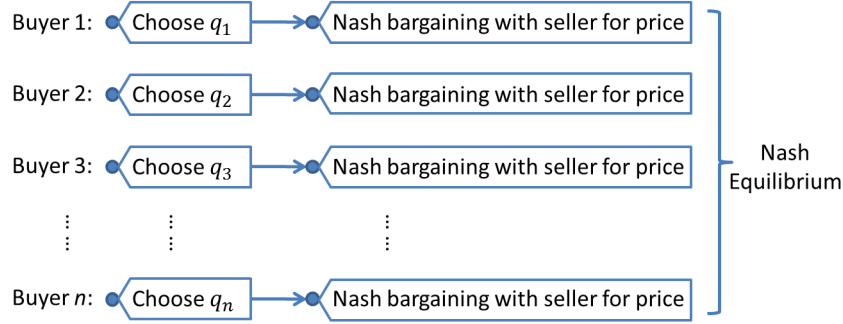 Buyer 1: Choose q₁ Nash bargaining with seller for price
Buyer 2: Choose q₂ Nash bargaining with seller for price
Buyer 3: Choose q₃ Nash bargaining with seller for price
Nash
Equilibrium
⋮ ⋮ ⋮
Buyer n: Choose qₙ Nash bargaining with seller for price